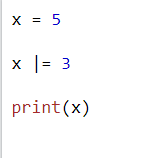 x = 5
x |= 3
print(x)